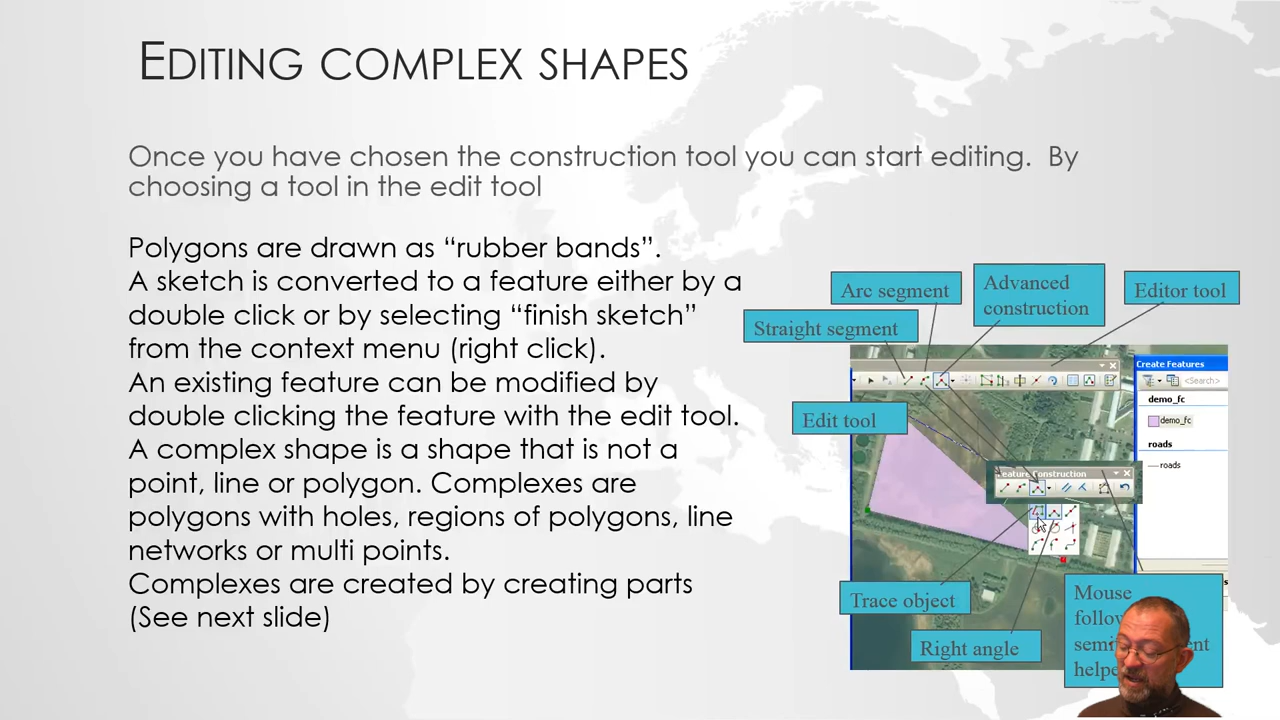 EDITING COMPLEX SHAPES
Once you have chosen the construction tool you can start editing.  By
choosing a tool in the edit tool
Polygons are drawn as “rubber bands”.
A sketch is converted to a feature either by a
double click or by selecting “finish sketch”
from the context menu (right click).
An existing feature can be modified by
double clicking the feature with the edit tool.
A complex shape is a shape that is not a
point, line or polygon. Complexes are
polygons with holes, regions of polygons, line
networks or multi points.
Complexes are created by creating parts
(See next slide)
Arc segment
Advanced
construction
Editor tool
Straight segment
Create Features
<Search>
demo_fc
demo_fc
roads
roads
Edit tool
Construction
Trace object
Right angle
Mouse